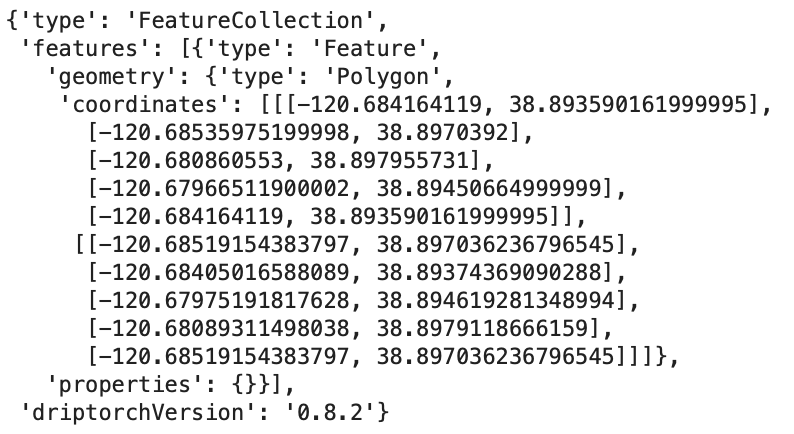 {'type': 'FeatureCollection',
 'features': [{'type': 'Feature',
   'geometry': {'type': 'Polygon',
    'coordinates': [[[-120.684164119, 38.893590161999995],
      [-120.68535975199998, 38.8970392],
      [-120.680860553, 38.897955731],
      [-120.67966511900002, 38.89450664999999],
      [-120.684164119, 38.893590161999995]],
     [[-120.68519154383797, 38.897036236796545],
      [-120.68405016588089, 38.89374369090288],
      [-120.67975191817628, 38.894619281348994],
      [-120.68089311498038, 38.8979118666159],
      [-120.68519154383797, 38.897036236796545]]]},
   'properties': {}}],
 'driptorchVersion': '0.8.2'}